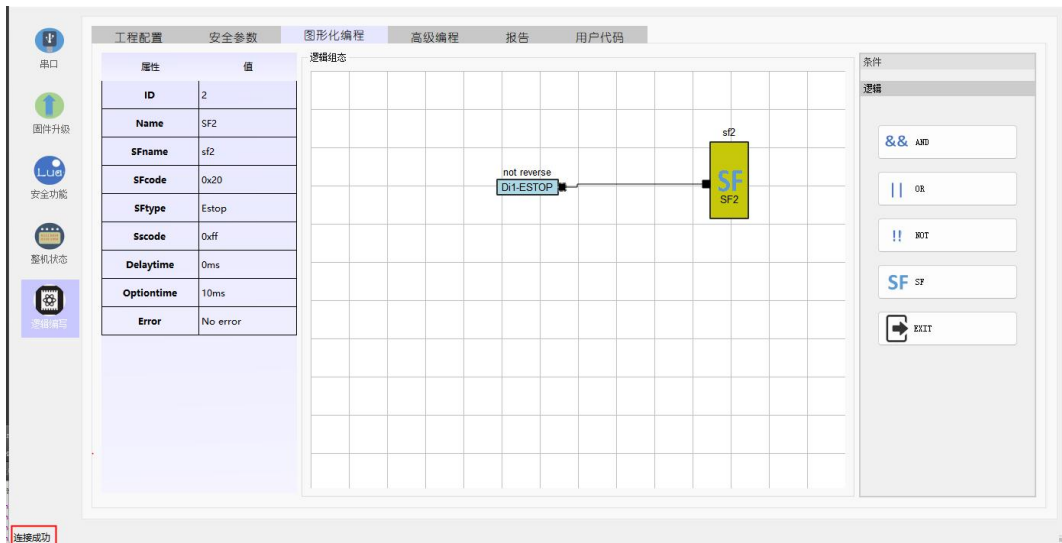 串口
固件升级
Lua
安全功能
整机状态
逻辑编写
工程配置 安全参数 图形化编程 高级编程 报告 用户代码
属性 值
ID 2
Name SF2
SFname sf2
SFcode 0x20
SFtype Estop
Sscode 0xff
Delaytime 0ms
Optiontime 10ms
Error No error
逻辑组态
not reverse
Di1-ESTOP
sf2
SF
SF2
条件
逻辑
&& AND
|| OR
!! NOT
SF SF
EXIT
连接成功